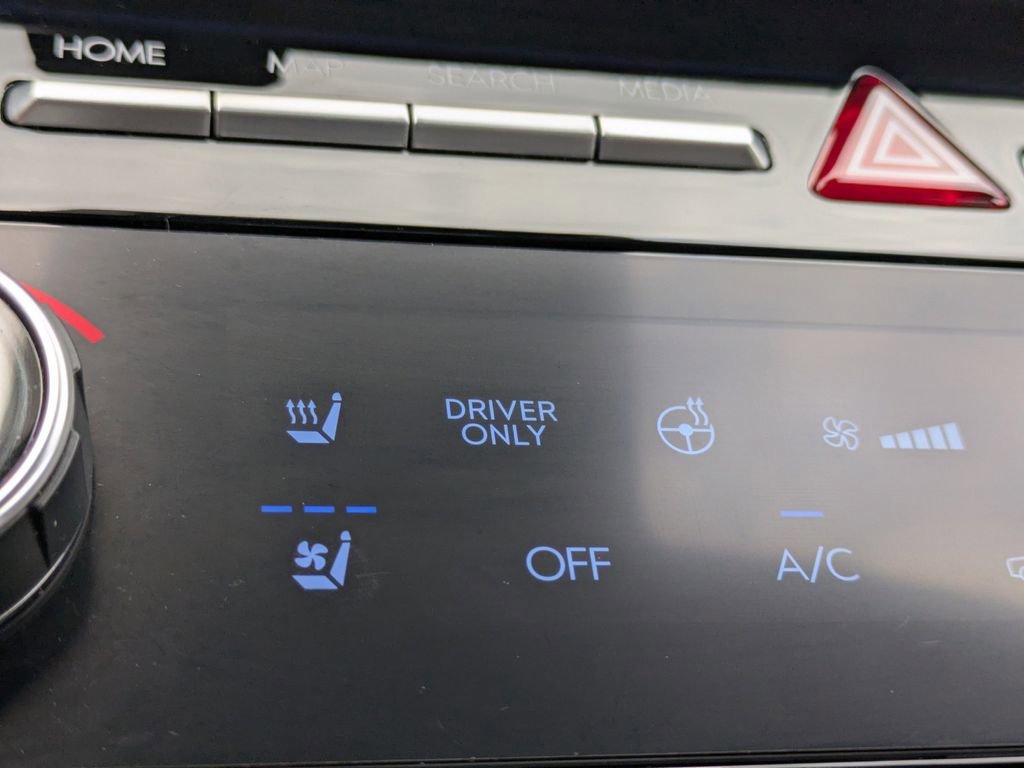 HOME MAP SEARCH MEDIA
DRIVER
ONLY
OFF A/C